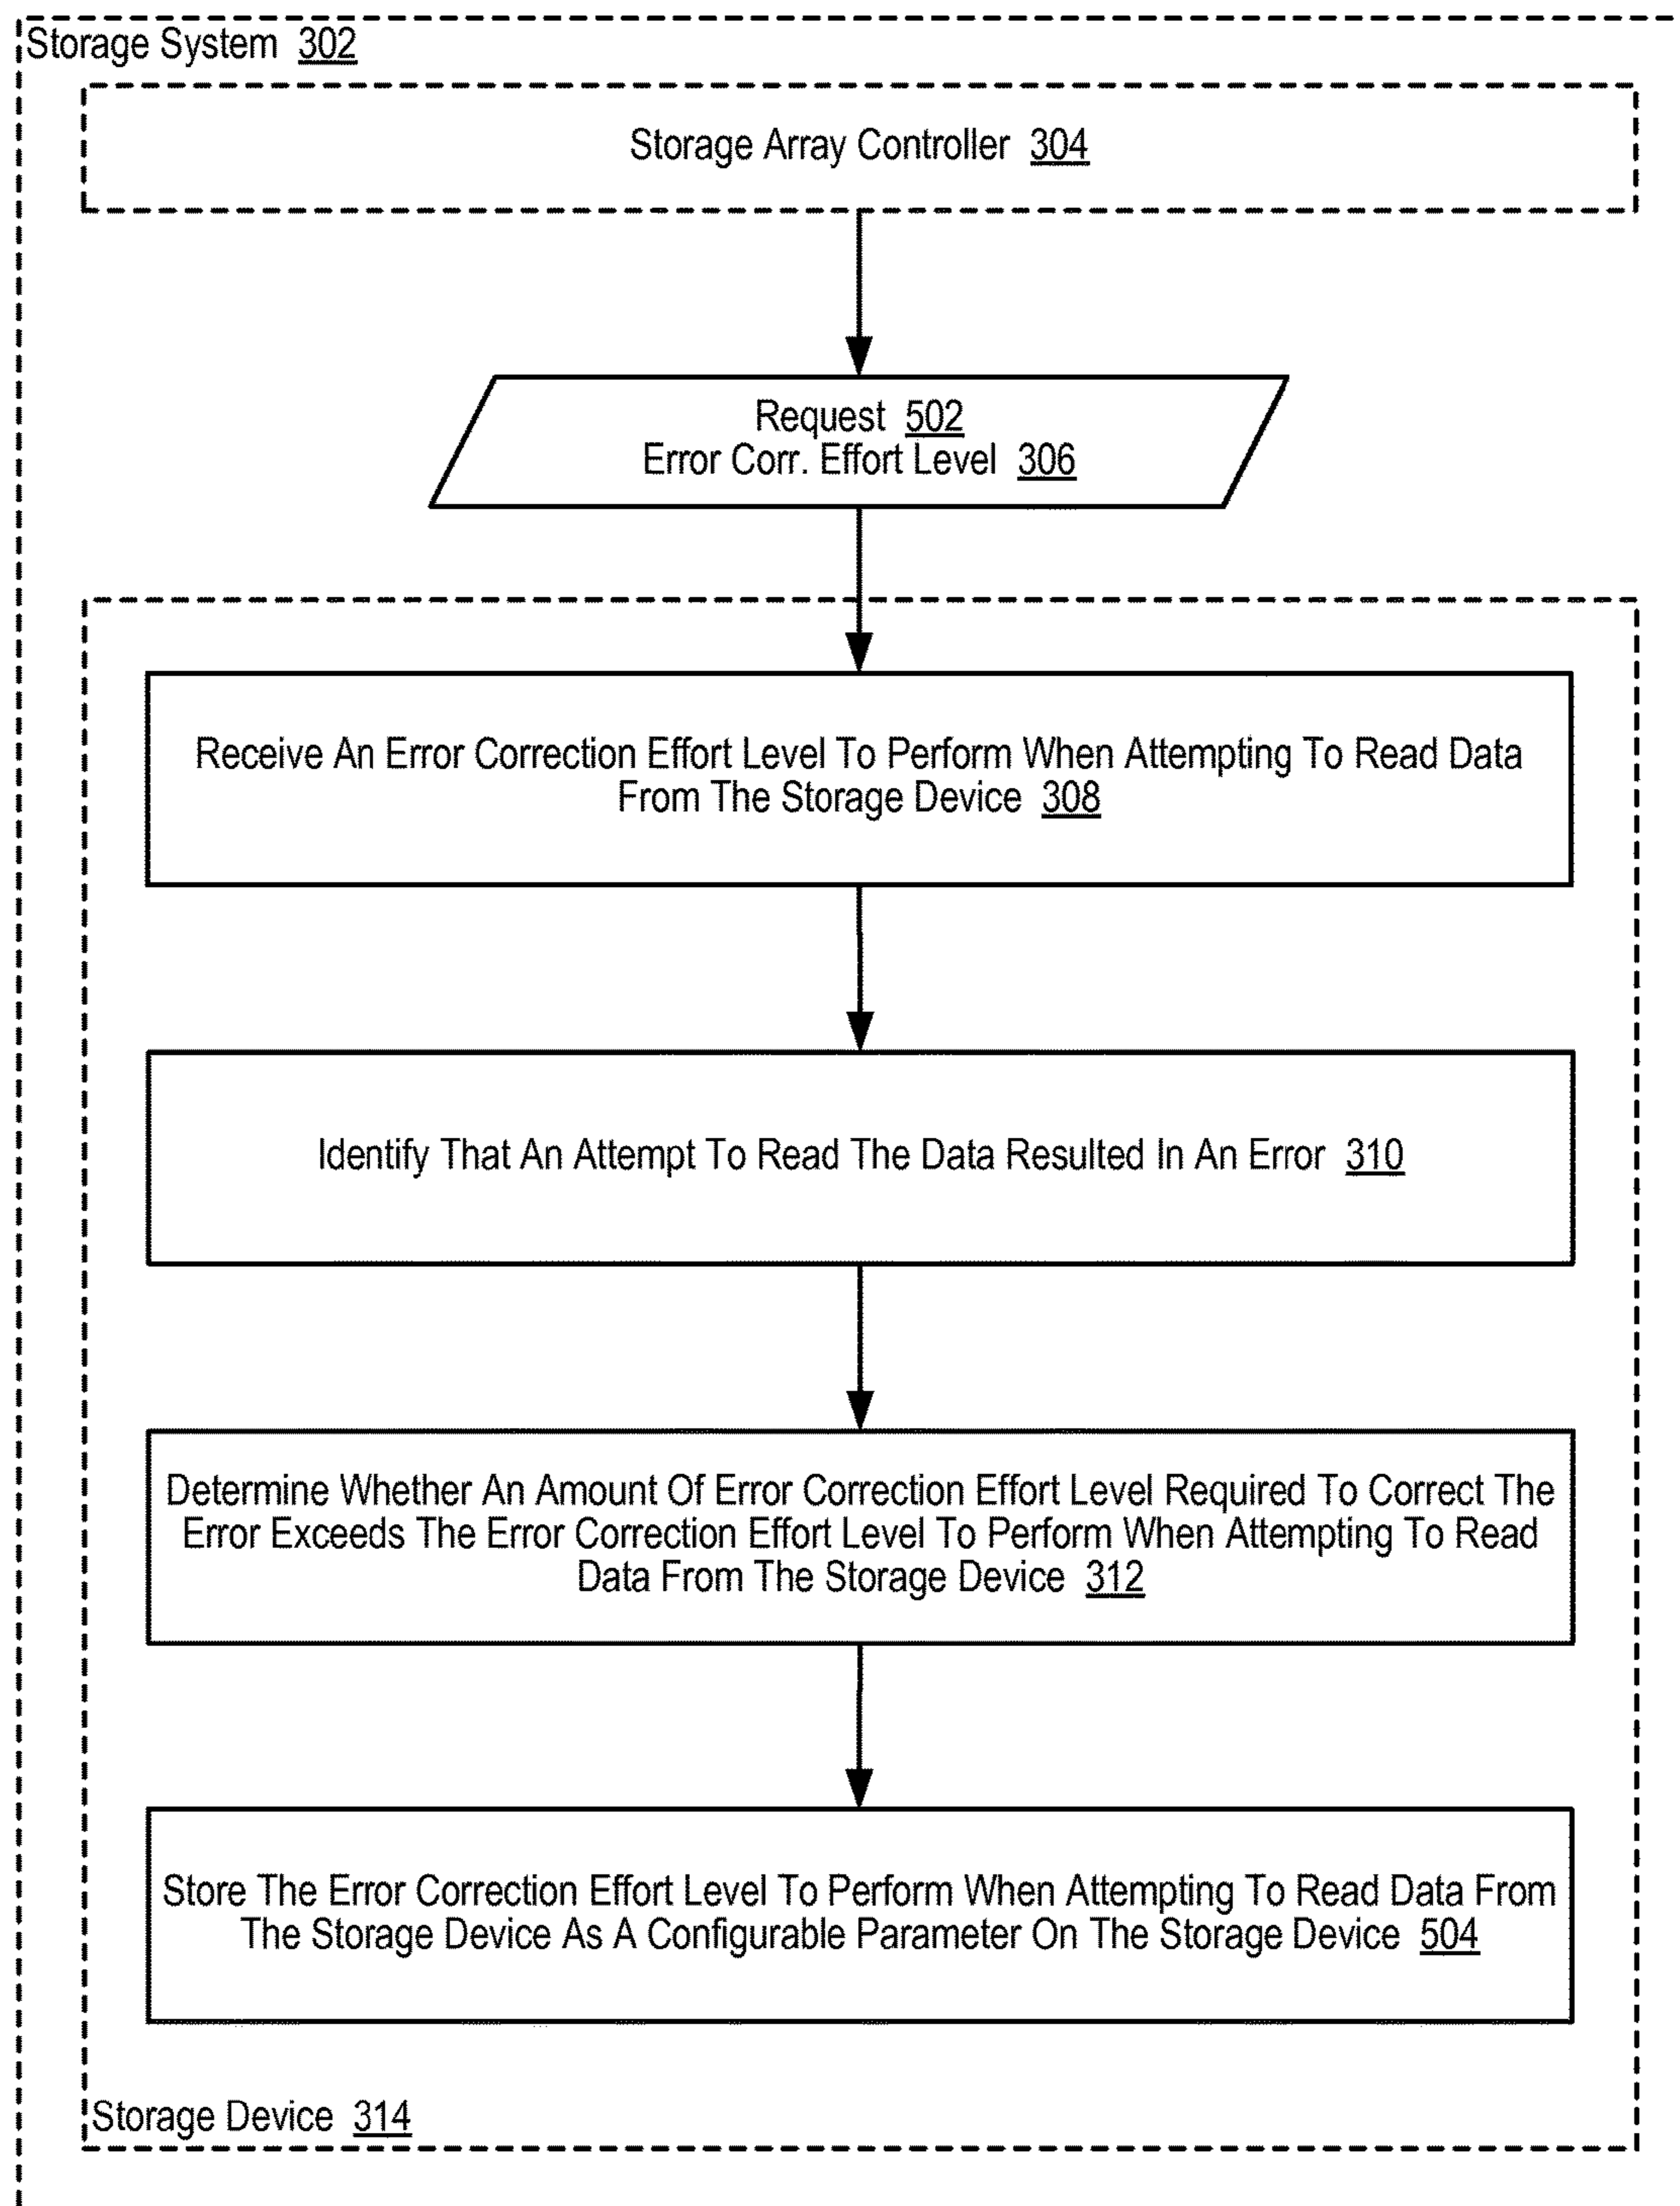 Storage System 302
Storage Array Controller 304
Request 502
Error Corr. Effort Level 306
Receive An Error Correction Effort Level To Perform When Attempting To Read Data
From The Storage Device 308
Identify That An Attempt To Read The Data Resulted In An Error 310
Determine Whether An Amount Of Error Correction Effort Level Required To Correct The
Error Exceeds The Error Correction Effort Level To Perform When Attempting To Read
Data From The Storage Device 312
Store The Error Correction Effort Level To Perform When Attempting To Read Data From
The Storage Device As A Configurable Parameter On The Storage Device 504
Storage Device 314